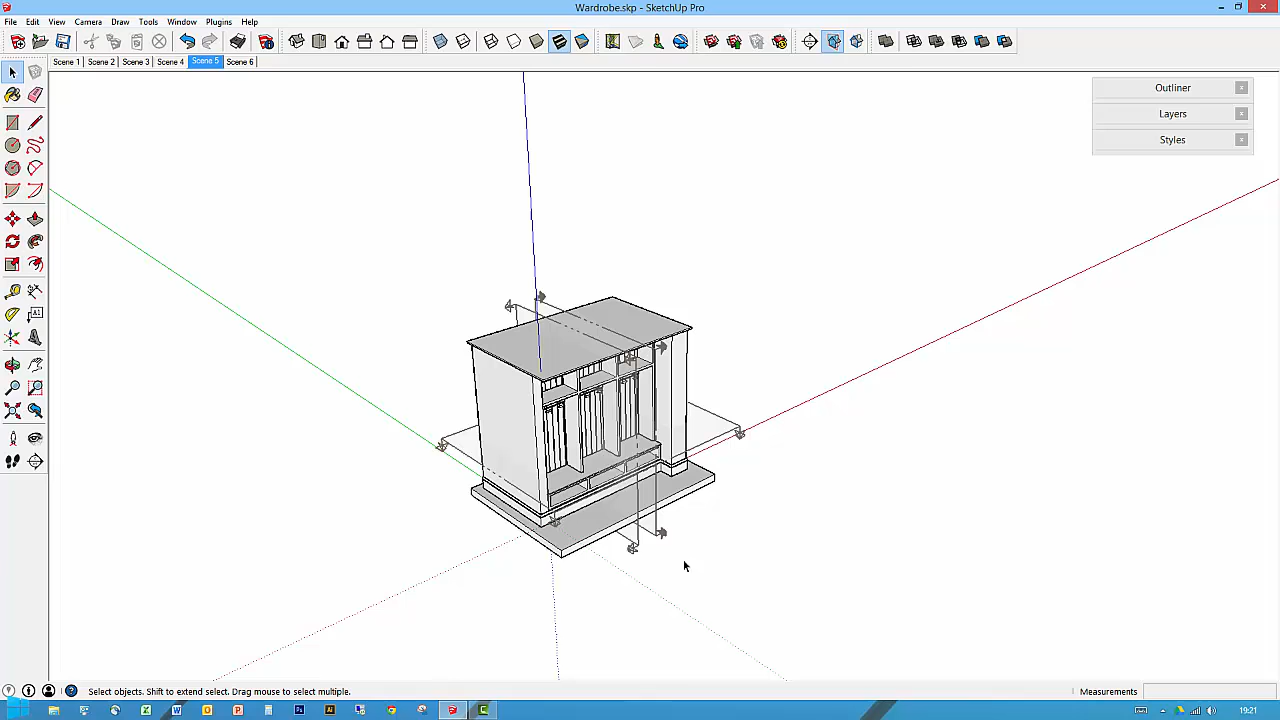 Wardrobe.skp - SketchUp Pro
File Edit View Camera Draw Tools Window Plugins Help
Scene 1 Scene 2 Scene 3 Scene 4 Scene 5 Scene 6
Outliner
Layers
Styles
A1
Select objects. Shift to extend select. Drag mouse to select multiple.
Measurements
19:21